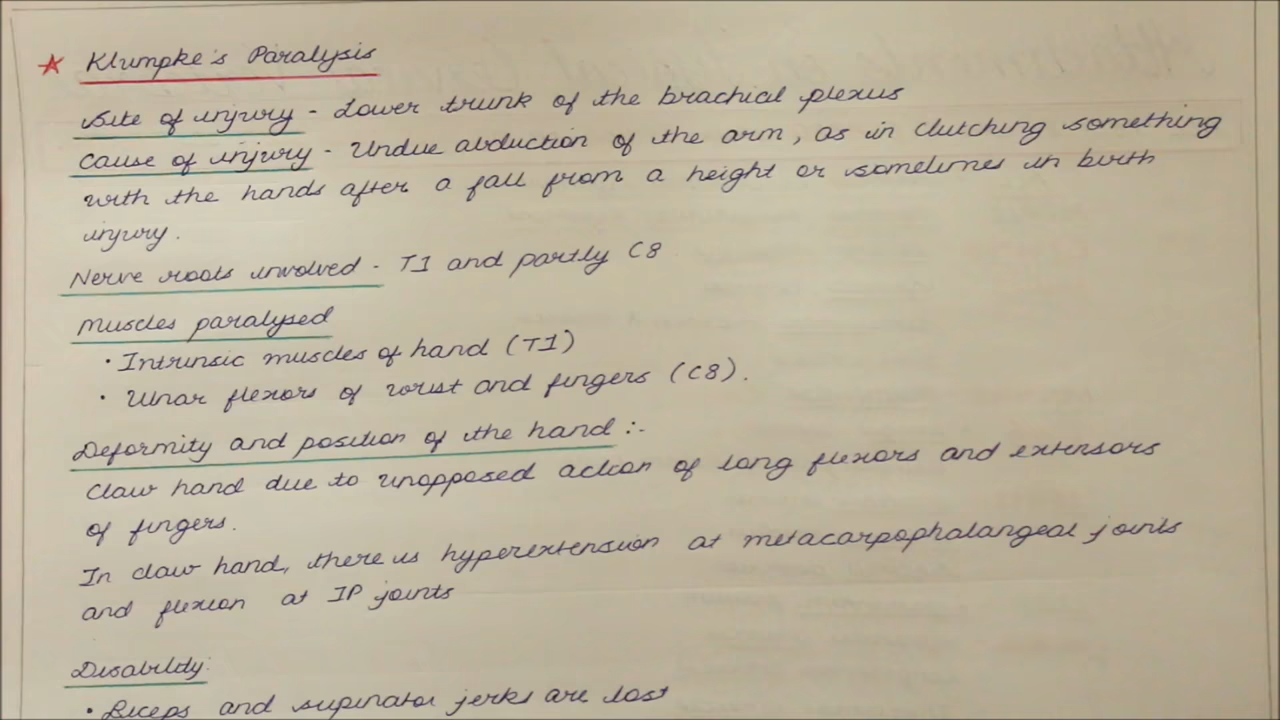 Klumpke's Paralysis
Site of injury - Lower trunk of the brachial plexus
Cause of injury - Undue abduction of the arm, as in clutching something
with the hands after a fall from a height or sometimes in birth
injury.
Nerve roots involved - T1 and partly C8
Muscles paralysed
• Intrinsic muscles of hand (T1)
• Ulnar flexors of wrist and fingers (C8).
Deformity and position of the hand :-
Claw hand due to unopposed action of long flexors and extensors
of fingers.
In claw hand, there is hyperextension at metacarpophalangeal joints
and flexion at IP joints
Disability:
• Biceps and supinator jerks are lost